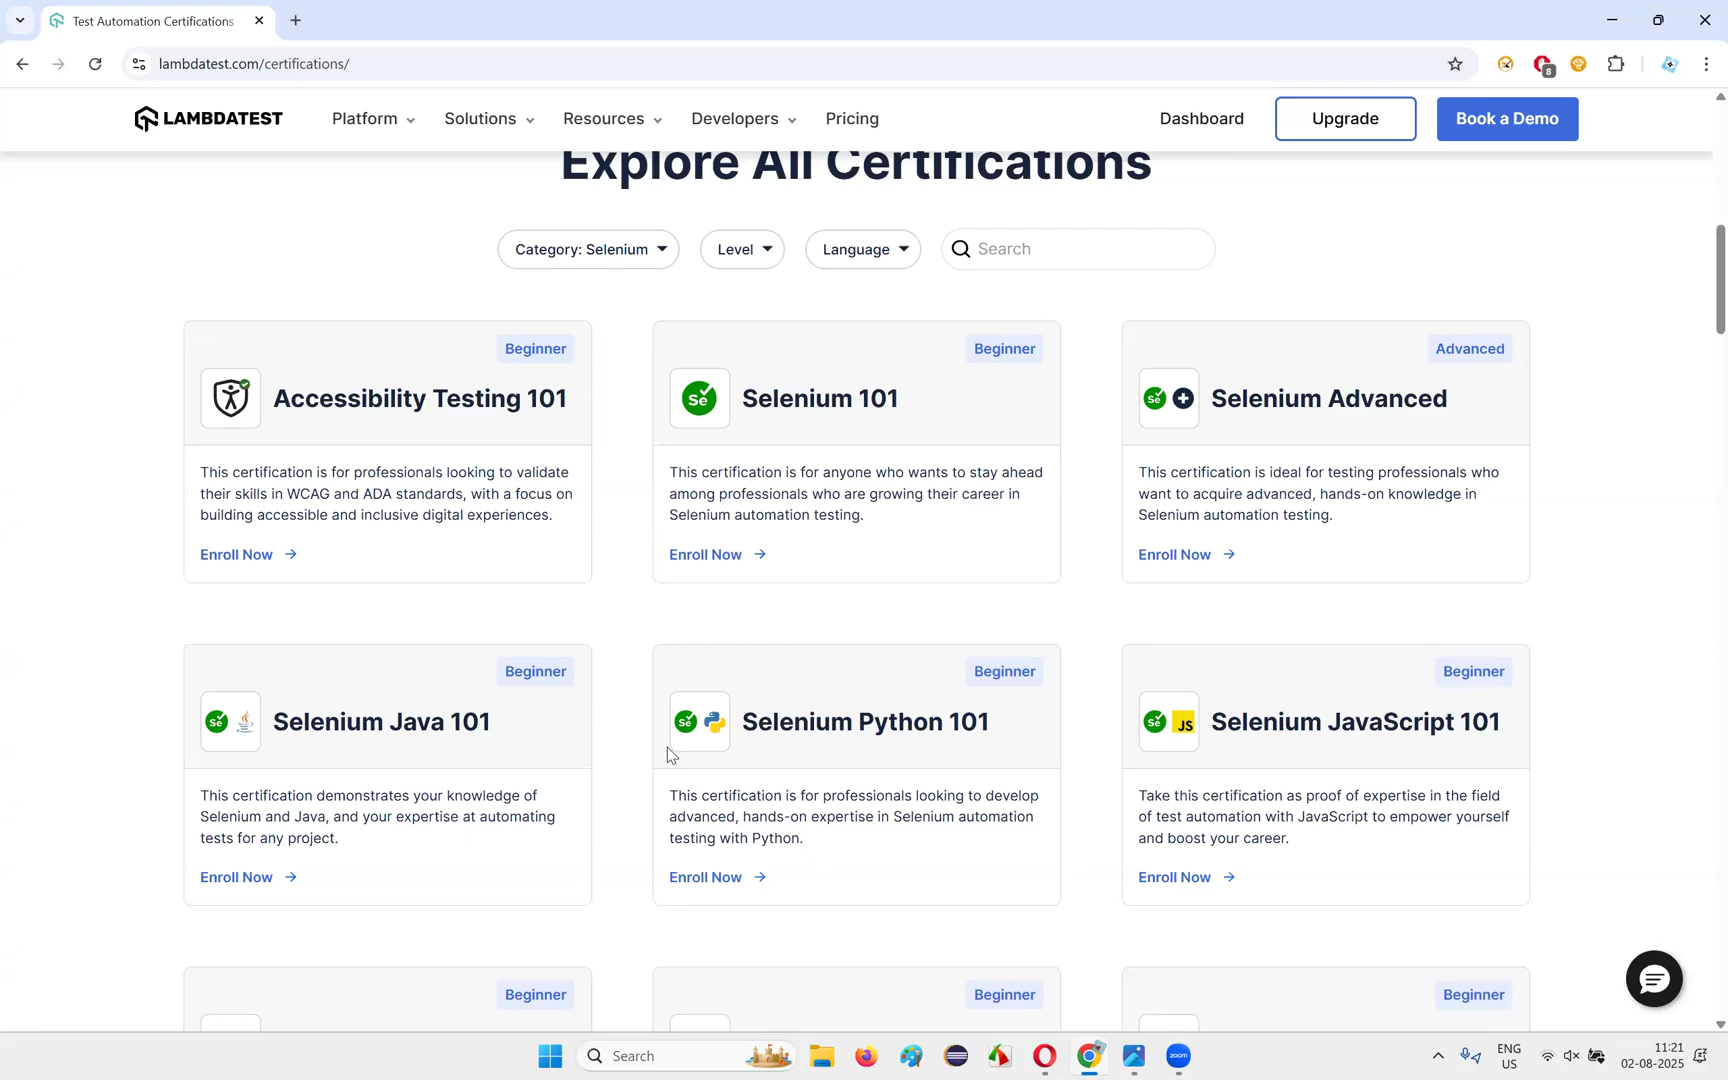 Test Automation Certifications
lambdatest.com/certifications/
8
LAMBDATEST
Platform
Solutions
Resources
Developers
Pricing
Dashboard
Upgrade
Book a Demo
Explore All Certifications
Category: Selenium
Level
Language
Search
Beginner
Accessibility Testing 101
This certification is for professionals looking to validate
their skills in WCAG and ADA standards, with a focus on
building accessible and inclusive digital experiences.
Enroll Now
Beginner
Se
Selenium 101
This certification is for anyone who wants to stay ahead
among professionals who are growing their career in
Selenium automation testing.
Enroll Now
Advanced
Se
Selenium Advanced
This certification is ideal for testing professionals who
want to acquire advanced, hands-on knowledge in
Selenium automation testing.
Enroll Now
Beginner
Se
Selenium Java 101
This certification demonstrates your knowledge of
Selenium and Java, and your expertise at automating
tests for any project.
Enroll Now
Beginner
Se
Selenium Python 101
This certification is for professionals looking to develop
advanced, hands-on expertise in Selenium automation
testing with Python.
Enroll Now
Beginner
Se JS
Selenium JavaScript 101
Take this certification as proof of expertise in the field
of test automation with JavaScript to empower yourself
and boost your career.
Enroll Now
Beginner
Beginner
Beginner
Search
zoom
ENG
US
11:21
02-08-2025